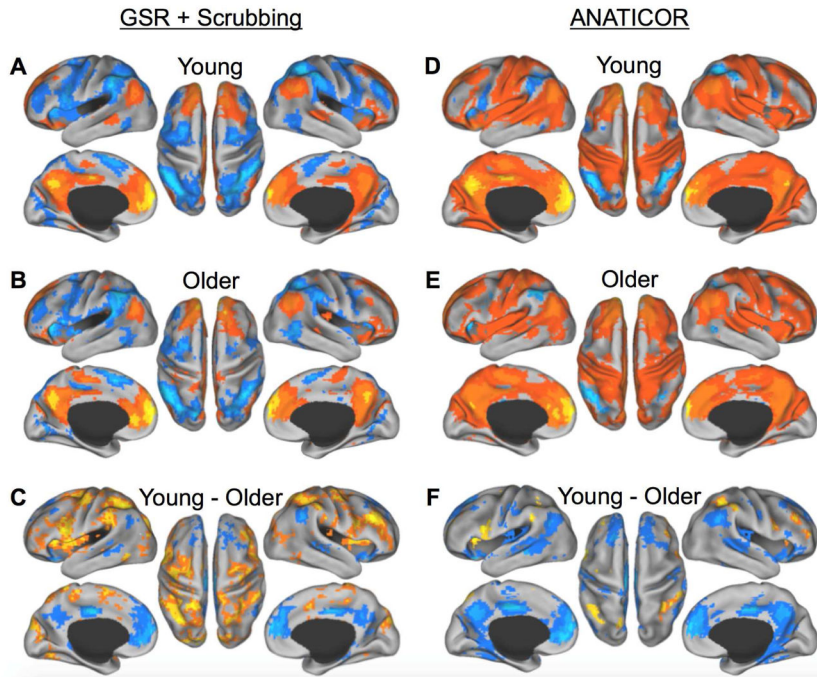 GSR + Scrubbing
ANATICOR
A
Young
D
Young
B
Older
E
Older
C
Young - Older
F
Young - Older